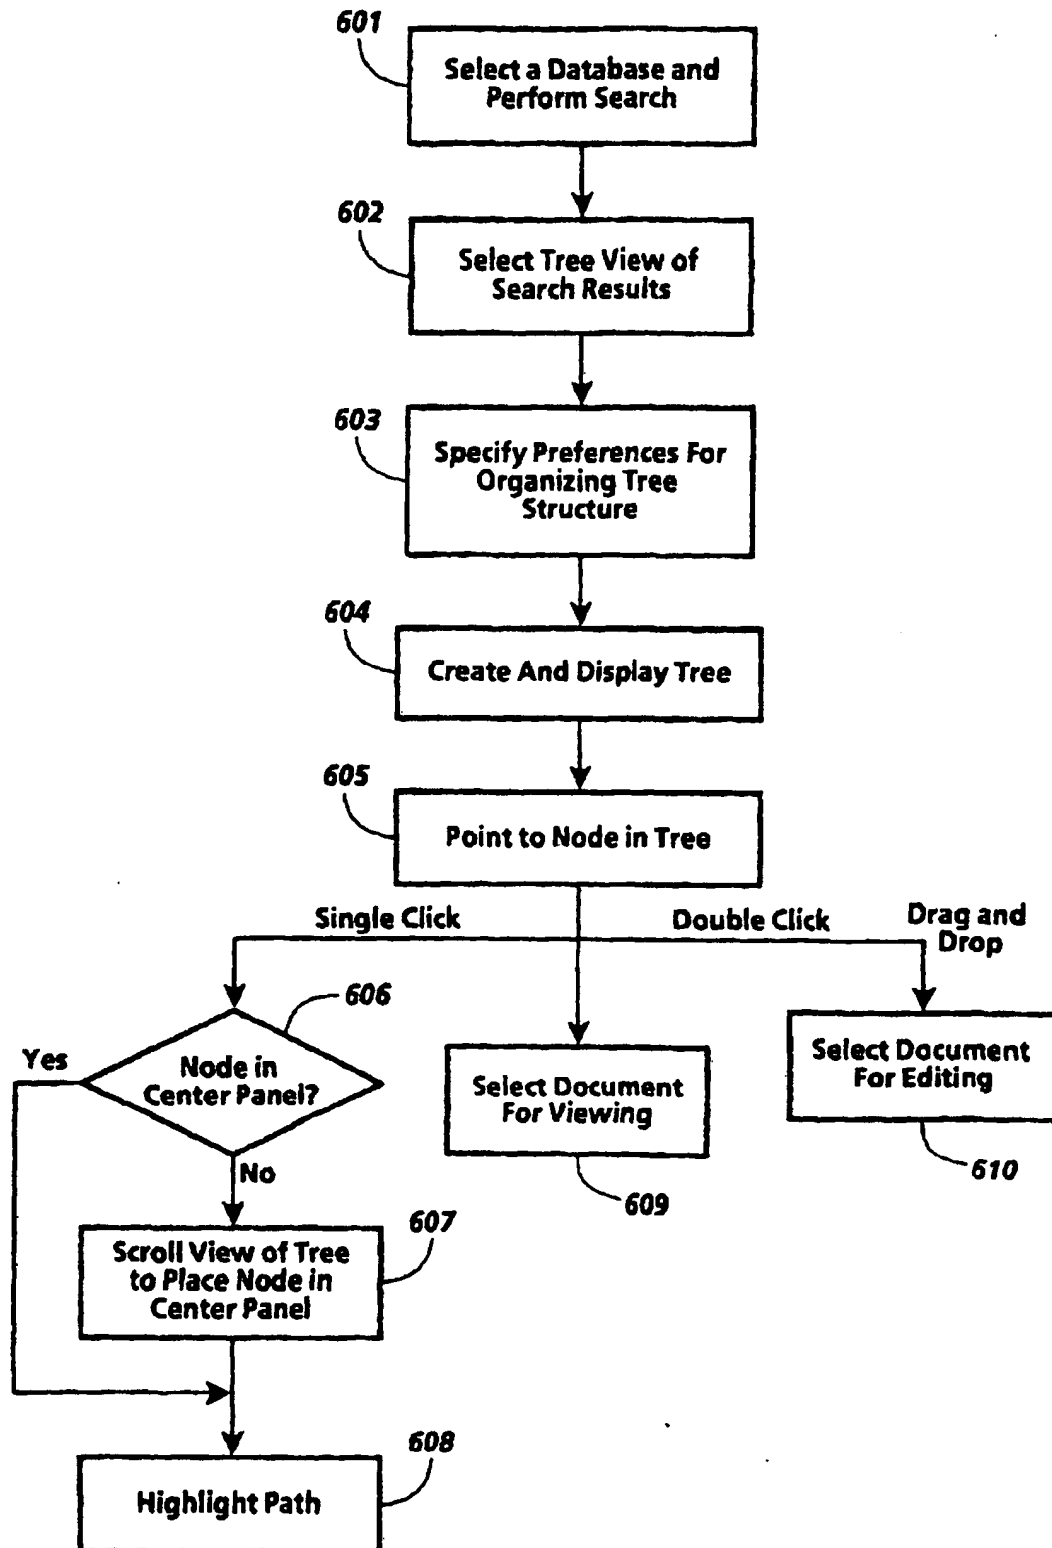 601
Select a Database and
Perform Search
602
Select Tree View of
Search Results
603
Specify Preferences For
Organizing Tree
Structure
604
Create And Display Tree
605
Point to Node in Tree
Single Click
Double Click
Drag and
Drop
606
Yes
Node in
Center Panel?
No
Select Document
For Viewing
609
Select Document
For Editing
610
607
Scroll View of Tree
to Place Node in
Center Panel
608
Highlight Path